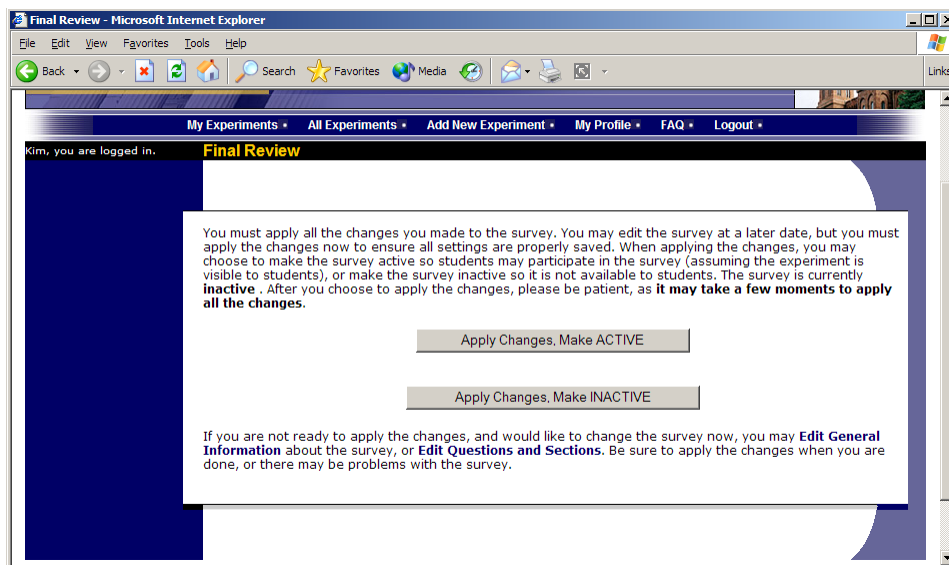 Final Review - Microsoft Internet Explorer
File Edit View Favorites Tools Help
Back Search Favorites Media Links
My Experiments All Experiments Add New Experiment My Profile FAQ Logout
Kim, you are logged in. Final Review
You must apply all the changes you made to the survey. You may edit the survey at a later date, but you must
apply the changes now to ensure all settings are properly saved. When applying the changes, you may
choose to make the survey active so students may participate in the survey (assuming the experiment is
visible to students), or make the survey inactive so it is not available to students. The survey is currently
inactive . After you choose to apply the changes, please be patient, as it may take a few moments to apply
all the changes.
Apply Changes, Make ACTIVE
Apply Changes, Make INACTIVE
If you are not ready to apply the changes, and would like to change the survey now, you may Edit General
Information about the survey, or Edit Questions and Sections. Be sure to apply the changes when you are
done, or there may be problems with the survey.